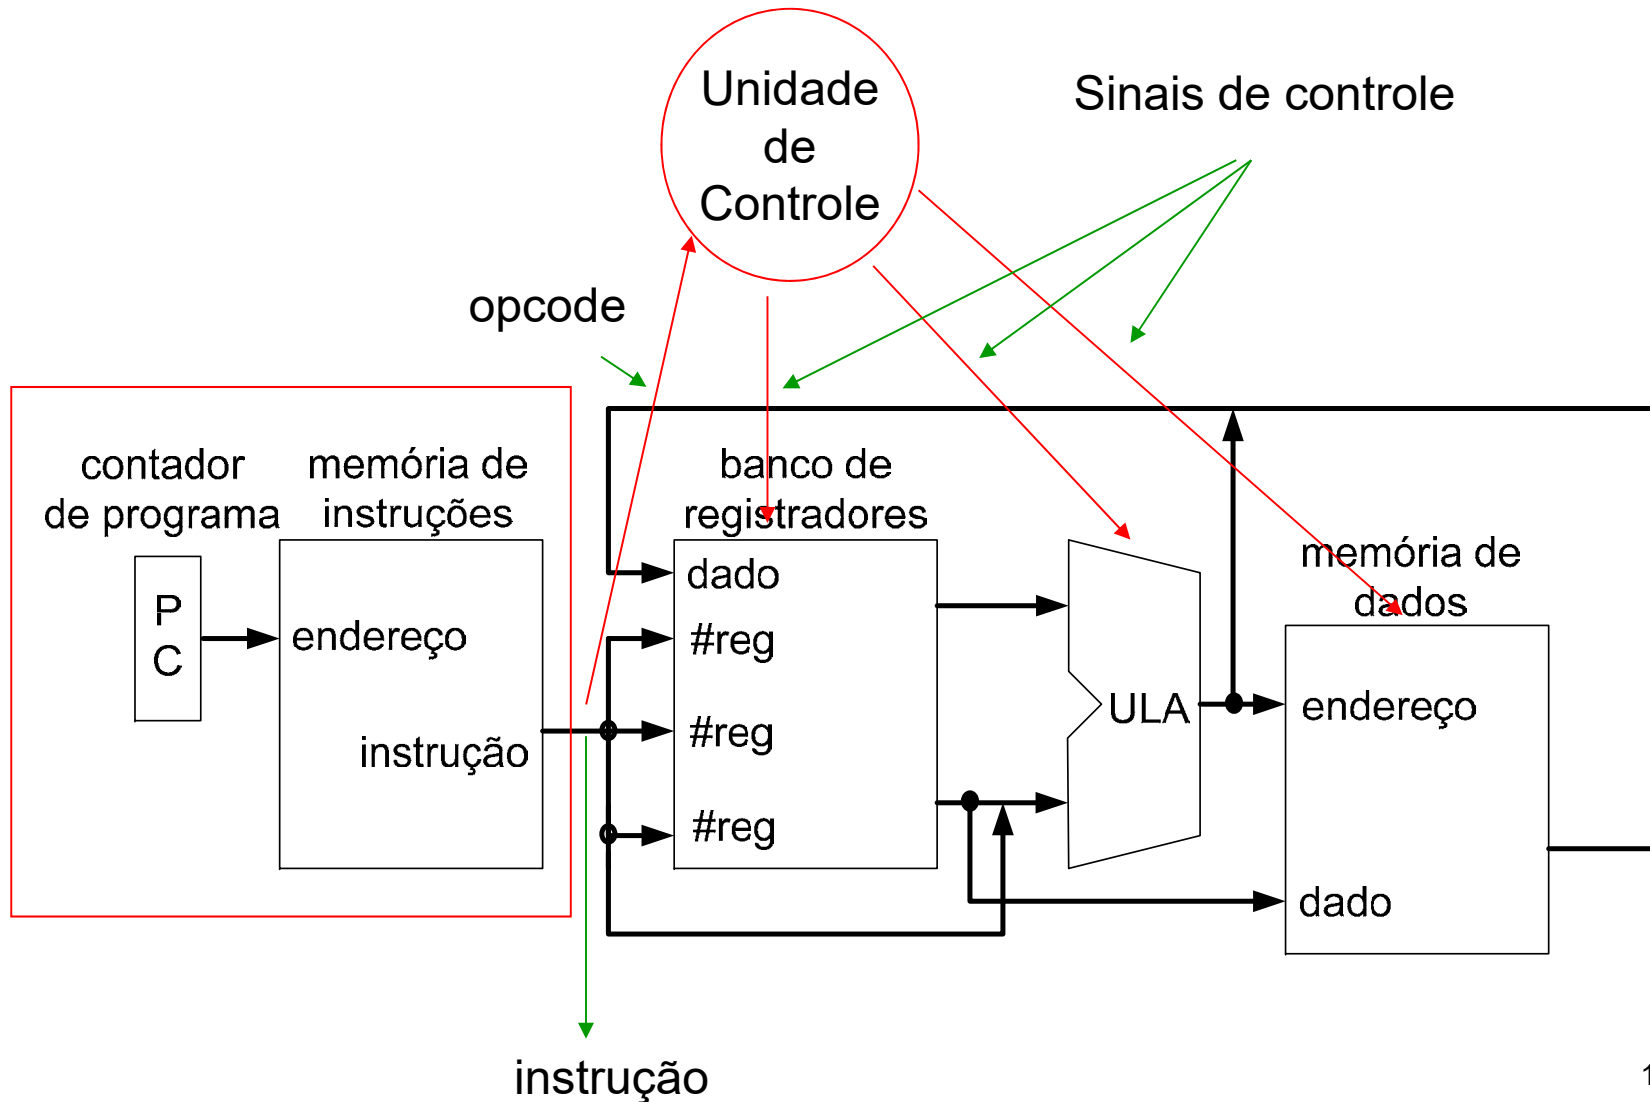 Unidade
de
Controle
Sinais de controle
opcode
contador
de programa
memória de
instruções
banco de
registradores
memória de
dados
P
C
endereço
instrução
dado
#reg
#reg
#reg
ULA
endereço
dado
instrução
1